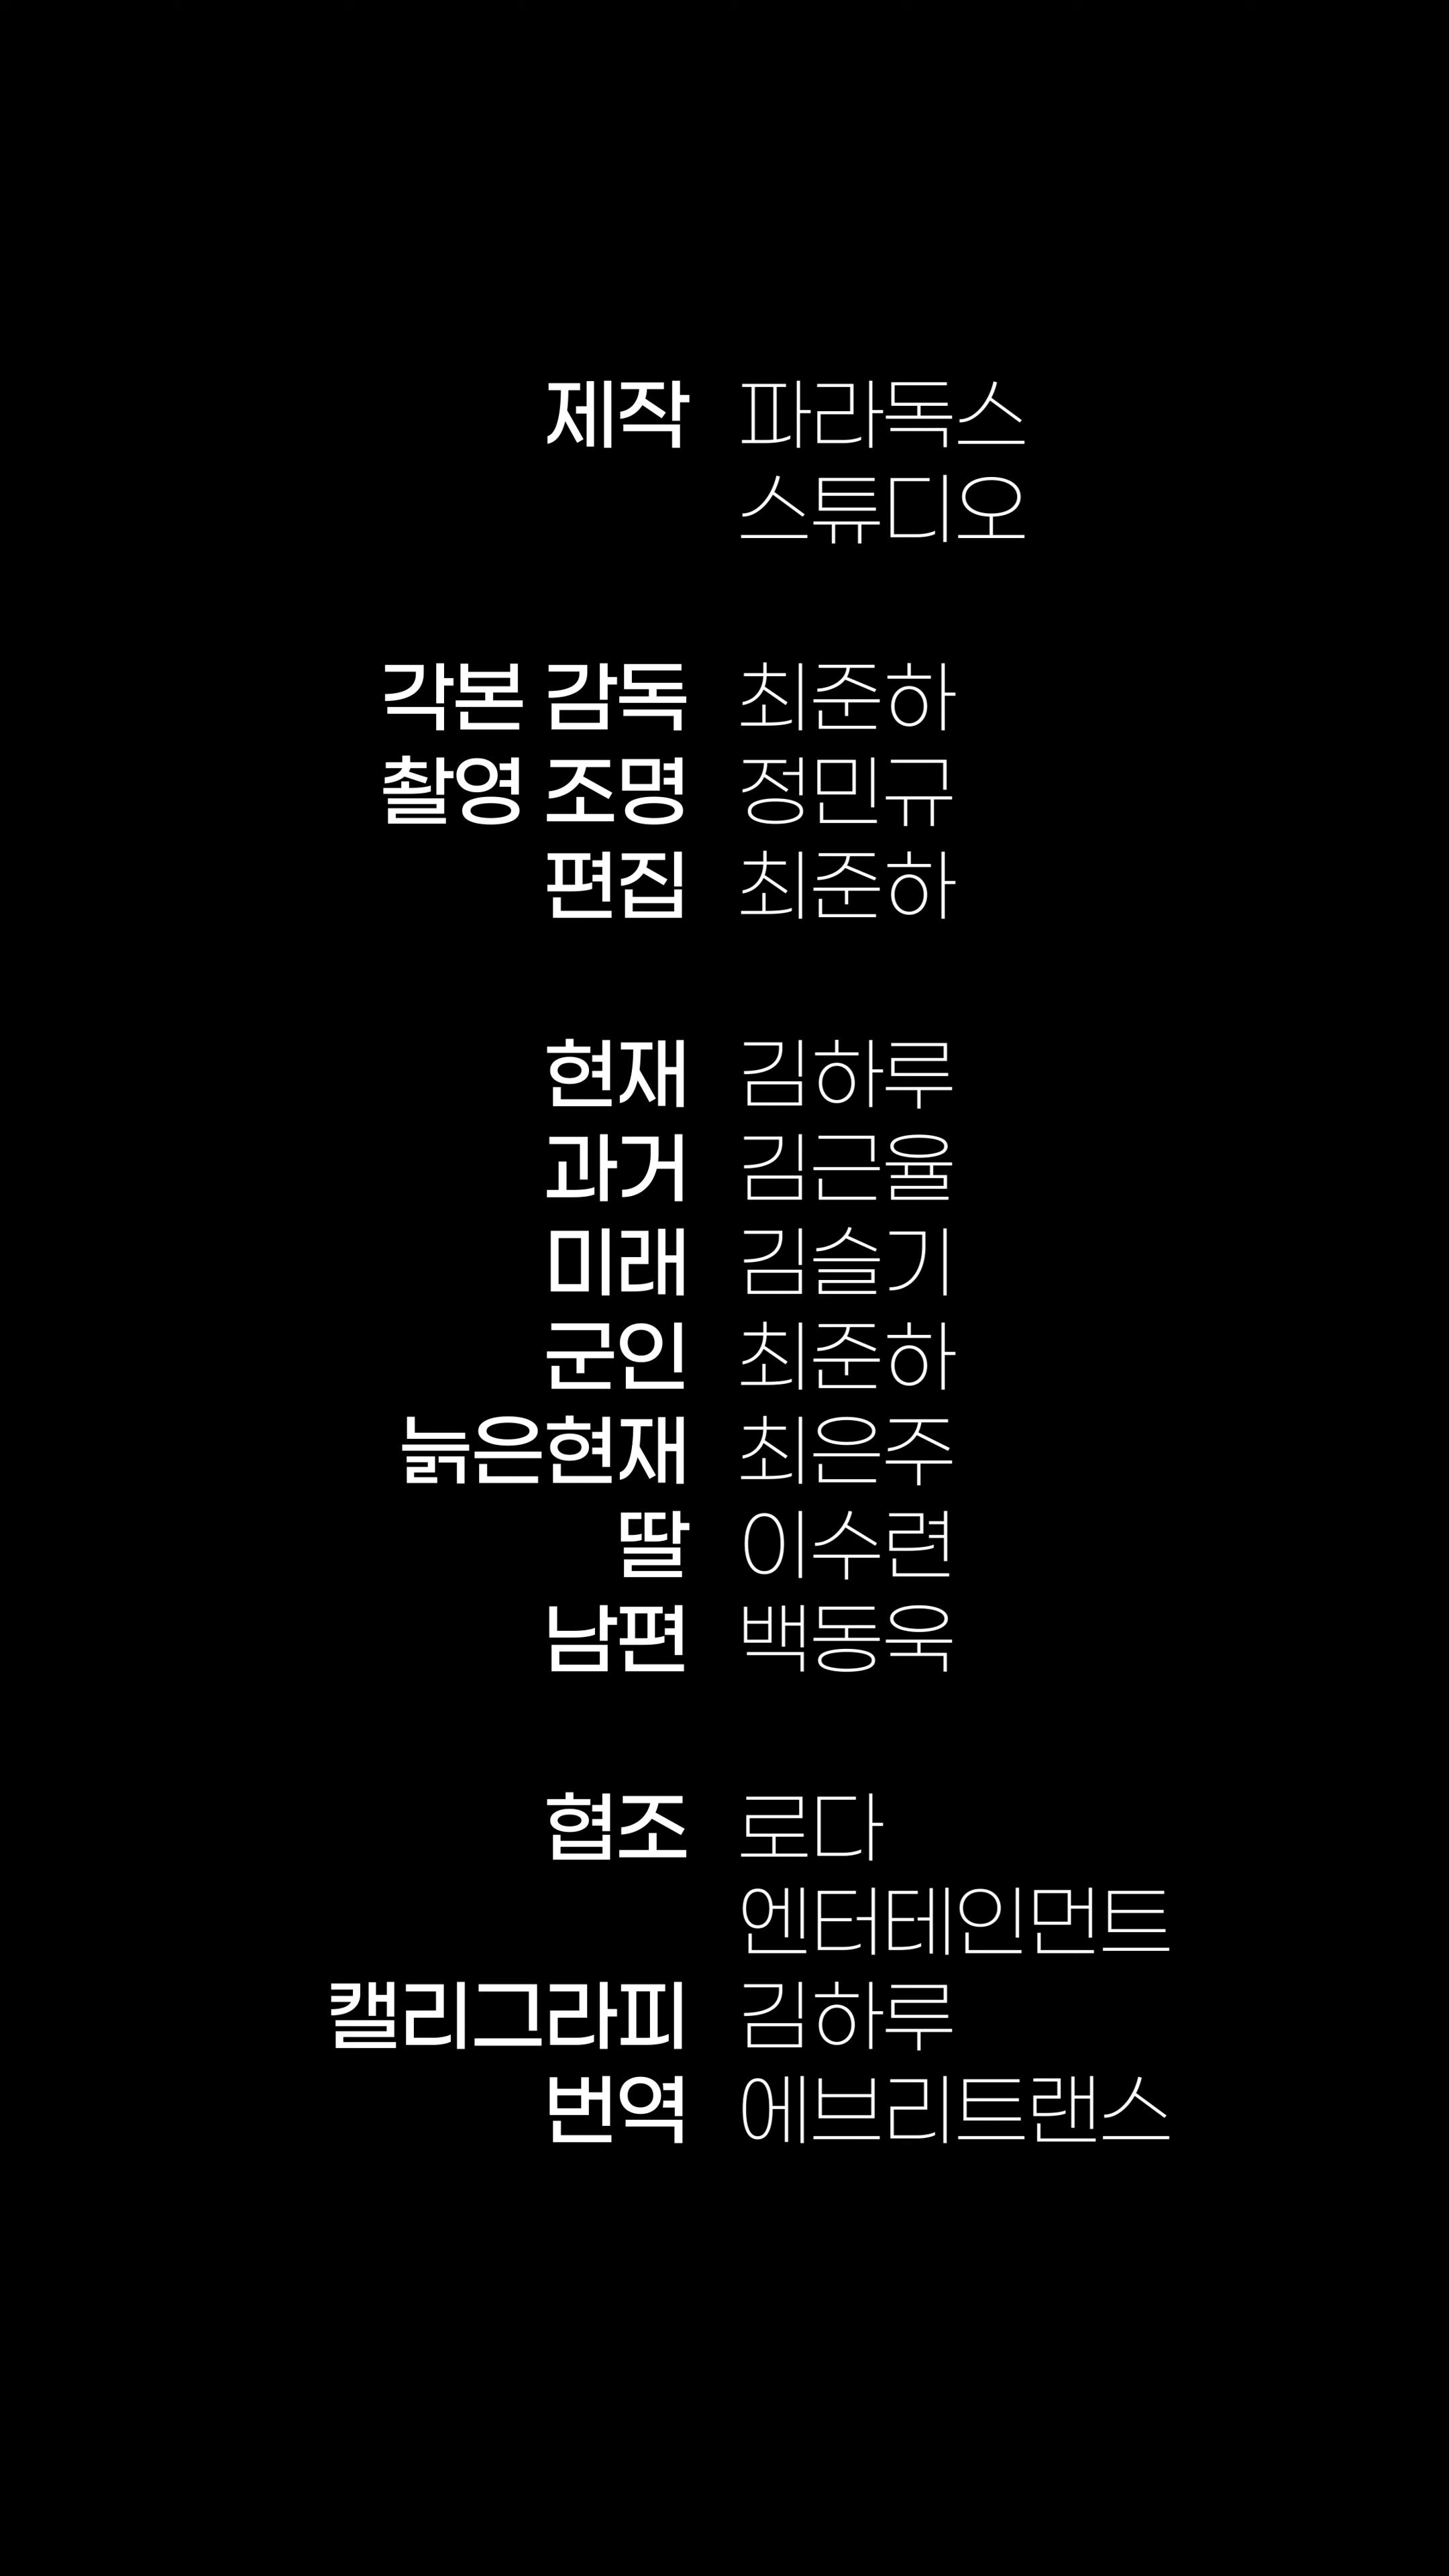 제작 파라독스
스튜디오
각본 감독 최준하
촬영 조명 정민규
편집 최준하
현재 김하루
과거 김근율
미래 김슬기
군인 최준하
늙은현재 최은주
딸 이수련
남편 백동욱
협조 로다
엔터테인먼트
캘리그라피 김하루
번역 에브리트랜스